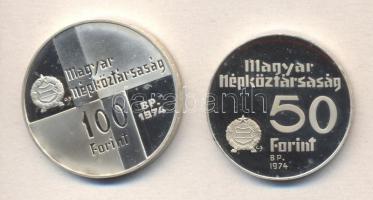 Magyar
Népköztársaság
100
Forint
BP.
1974
Magyar
Népköztársaság
50
Forint
BP.
1974